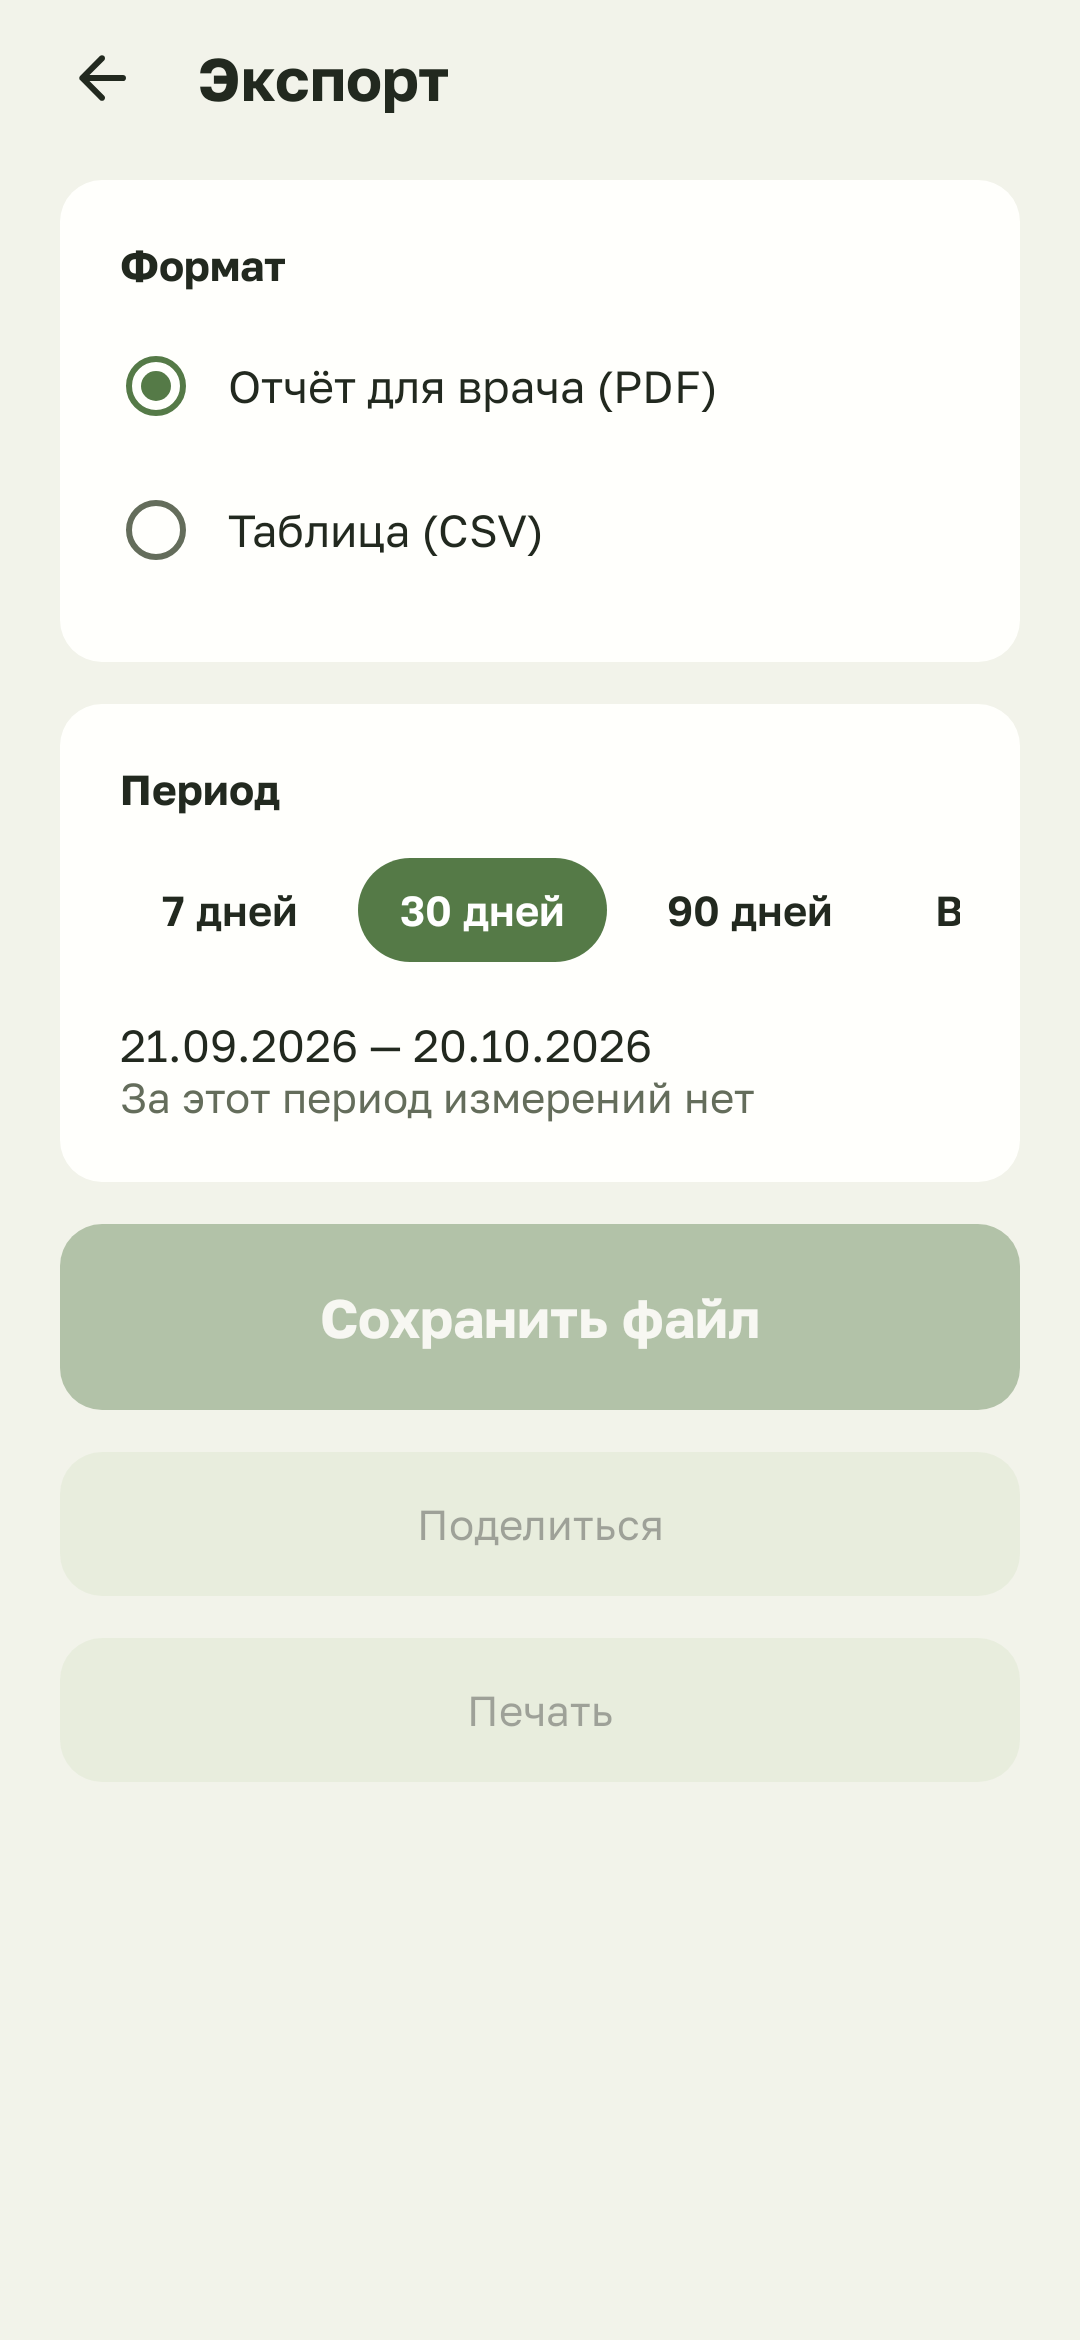 Экспорт
Формат
Отчёт для врача (PDF)
Таблица (CSV)
Период
7 дней 30 дней 90 дней
21.09.2026 — 20.10.2026
За этот период измерений нет
Сохранить файл
Поделиться
Печать